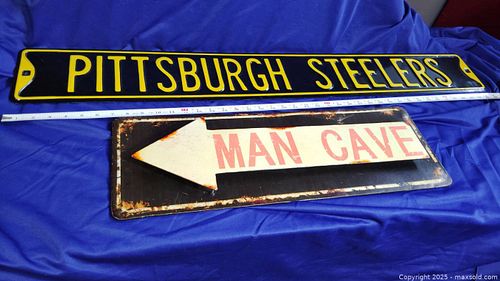 PITTSBURGH STEELERS
MAN CAVE
Copyright © 2025 - maxsold.com